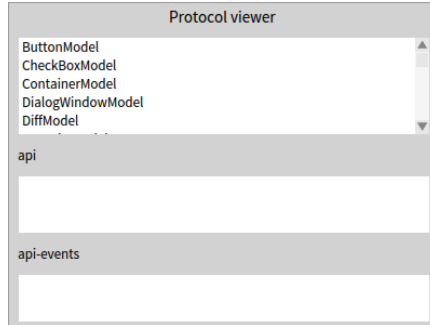 Protocol viewer
ButtonModel
CheckBoxModel
ContainerModel
DialogWindowModel
DiffModel
api
api-events